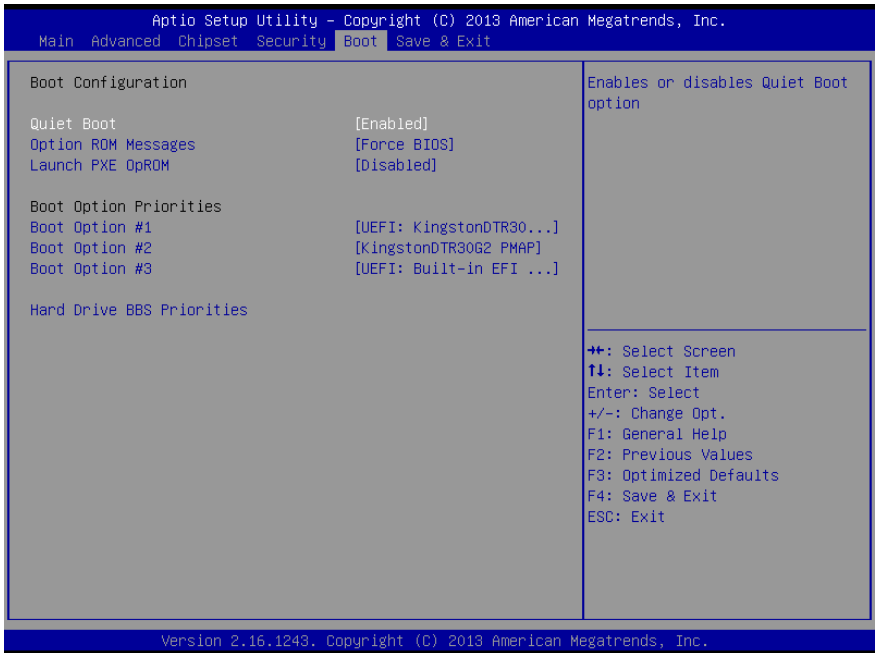 Aptio Setup Utility – Copyright (C) 2013 American Megatrends, Inc.
Main Advanced Chipset Security Boot Save & Exit
Boot Configuration
Quiet Boot [Enabled]
Option ROM Messages [Force BIOS]
Launch PXE OpROM [Disabled]
Boot Option Priorities
Boot Option #1 [UEFI: KingstonDTR30...]
Boot Option #2 [KingstonDTR30G2 PMAP]
Boot Option #3 [UEFI: Built-in EFI ...]
Hard Drive BBS Priorities
Enables or disables Quiet Boot
option
→←: Select Screen
↑↓: Select Item
Enter: Select
+/-: Change Opt.
F1: General Help
F2: Previous Values
F3: Optimized Defaults
F4: Save & Exit
ESC: Exit
Version 2.16.1243. Copyright (C) 2013 American Megatrends, Inc.